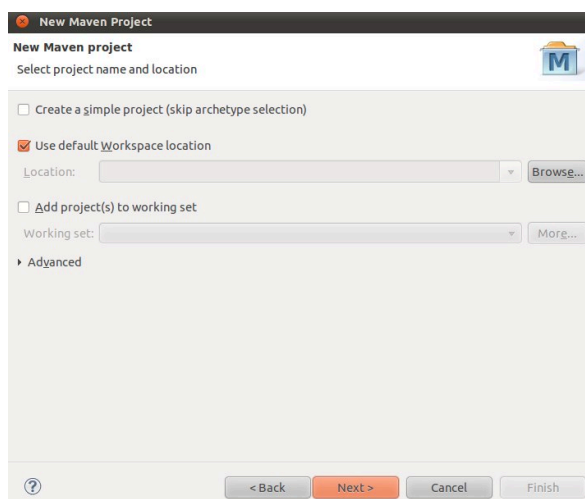 New Maven Project
New Maven project
Select project name and location
M
Create a simple project (skip archetype selection)
Use default Workspace location
Location:
Browse...
Add project(s) to working set
Working set:
More...
Advanced
?
< Back
Next >
Cancel
Finish